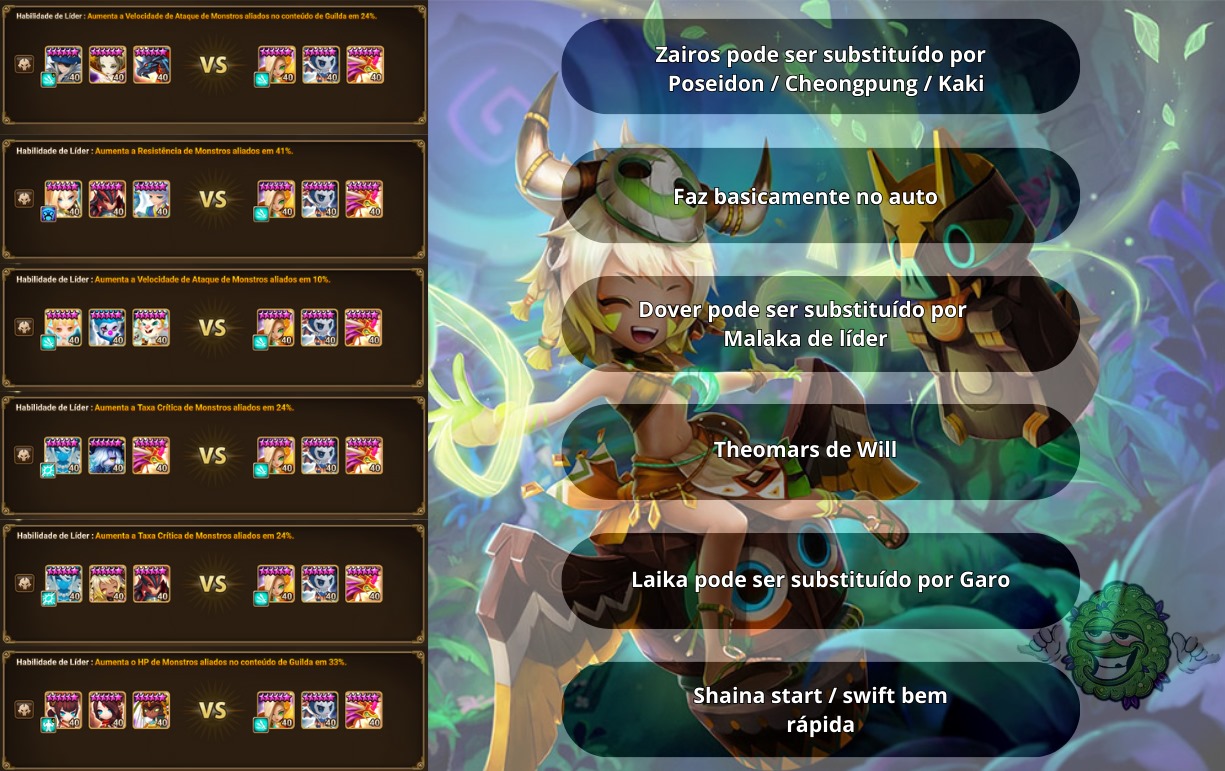 Habilidade de Líder : Aumenta a Velocidade de Ataque de Monstros aliados no conteúdo de Guilda em 24%.
40 40 40 VS 40 40 40
Zairos pode ser substituído por
Poseidon / Cheongpung / Kaki
Habilidade de Líder : Aumenta a Resistência de Monstros aliados em 41%.
40 40 40 VS 40 40 40
Faz basicamente no auto
Habilidade de Líder : Aumenta a Velocidade de Ataque de Monstros aliados em 10%.
40 40 40 VS 40 40 40
Dover pode ser substituído por
Malaka de líder
Habilidade de Líder : Aumenta a Taxa Crítica de Monstros aliados em 24%.
40 40 40 VS 40 40 40
Theomars de Will
Habilidade de Líder : Aumenta a Taxa Crítica de Monstros aliados em 24%.
40 40 40 VS 40 40 40
Laika pode ser substituído por Garo
Habilidade de Líder : Aumenta o HP de Monstros aliados no conteúdo de Guilda em 33%.
40 40 40 VS 40 40 40
Shaina start / swift bem
rápida